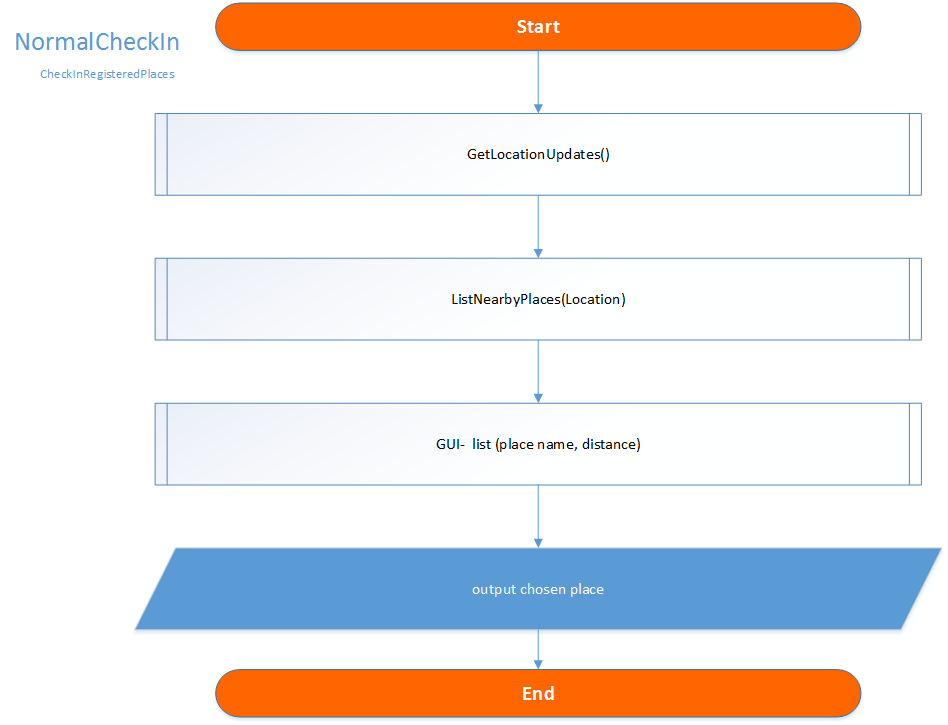 Start
NormalCheckIn
CheckInRegisteredPlaces
GetLocationUpdates()
ListNearbyPlaces(Location)
GUI-  list (place name, distance)
output chosen place
End